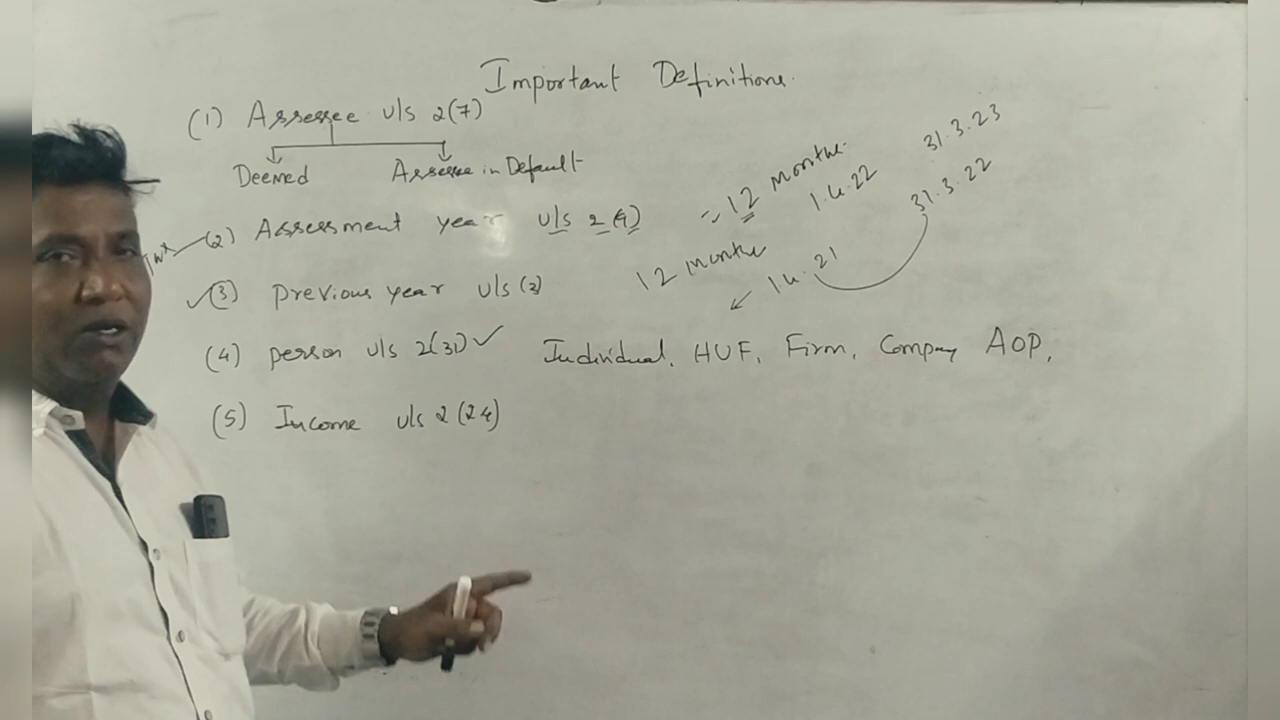 Important Definitions.
(1) Assessee u/s 2(7)
Deemed Assessee in Default
(2) Assessment year u/s 2(9) = 12 months. 1.4.22 31.3.23
(3) previous year u/s (3) 12 months 1.4.21 31.3.22
(4) person u/s 2(31) ✓ Individual, HUF, Firm, Company AOP,
(5) Income u/s 2(24)